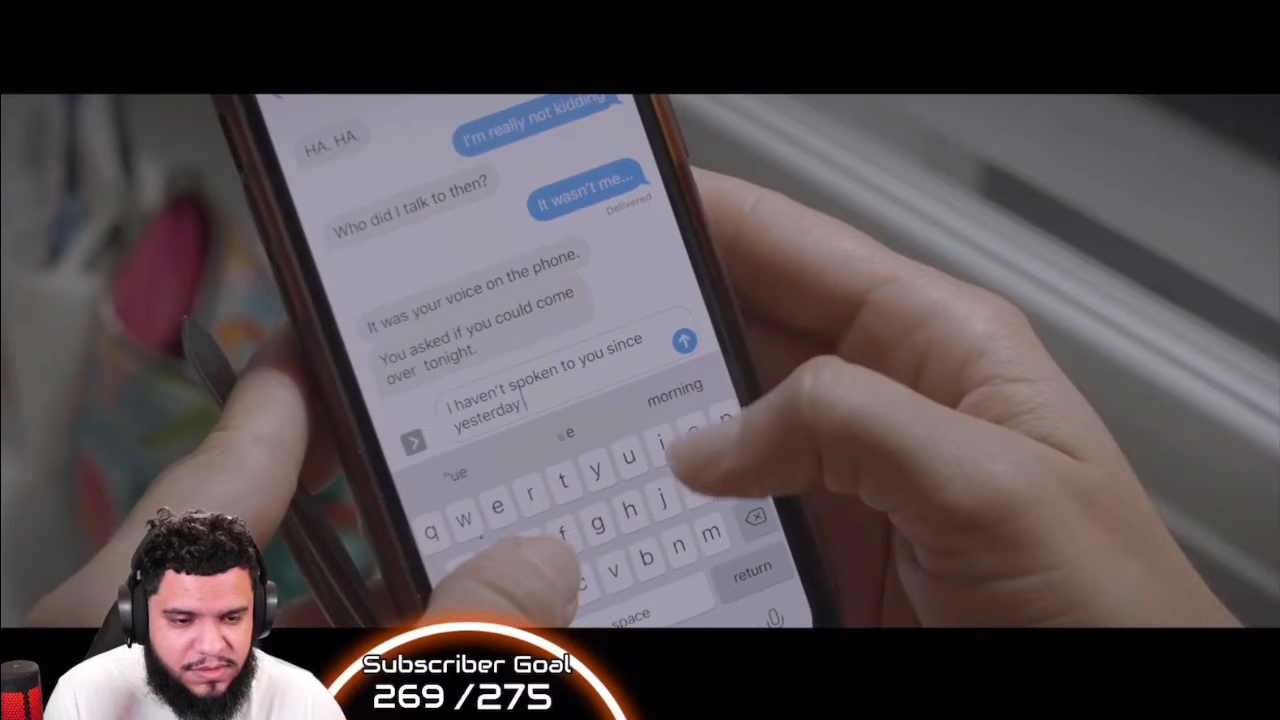 I'm really not kidding
HA. HA.
Who did I talk to then?
It wasn't me...
Delivered
It was your voice on the phone.
You asked if you could come
over tonight.
I haven't spoken to you since
yesterday
morning
q w e r t y u i
f g h j
c v b n m
space
return
Subscriber Goal
269 /275